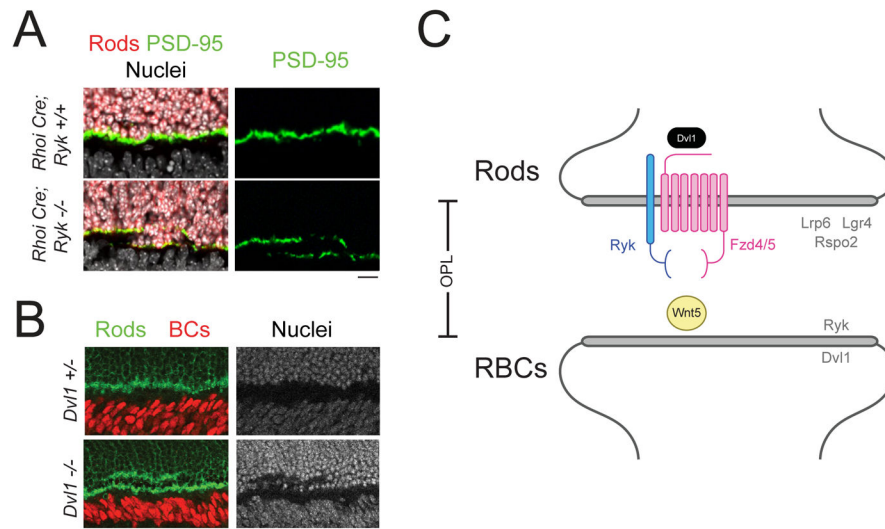 A
Rods PSD-95
Nuclei
PSD-95
Rhoi Cre;
Ryk +/+
Rhoi Cre;
Ryk -/-
B
Rods BCs
Nuclei
Dvl1 +/-
Dvl1 -/-
C
Dvl1
Rods
Lrp6 Lgr4
Rspo2
Ryk
Fzd4/5
OPL
Wnt5
Ryk
RBCs
Dvl1